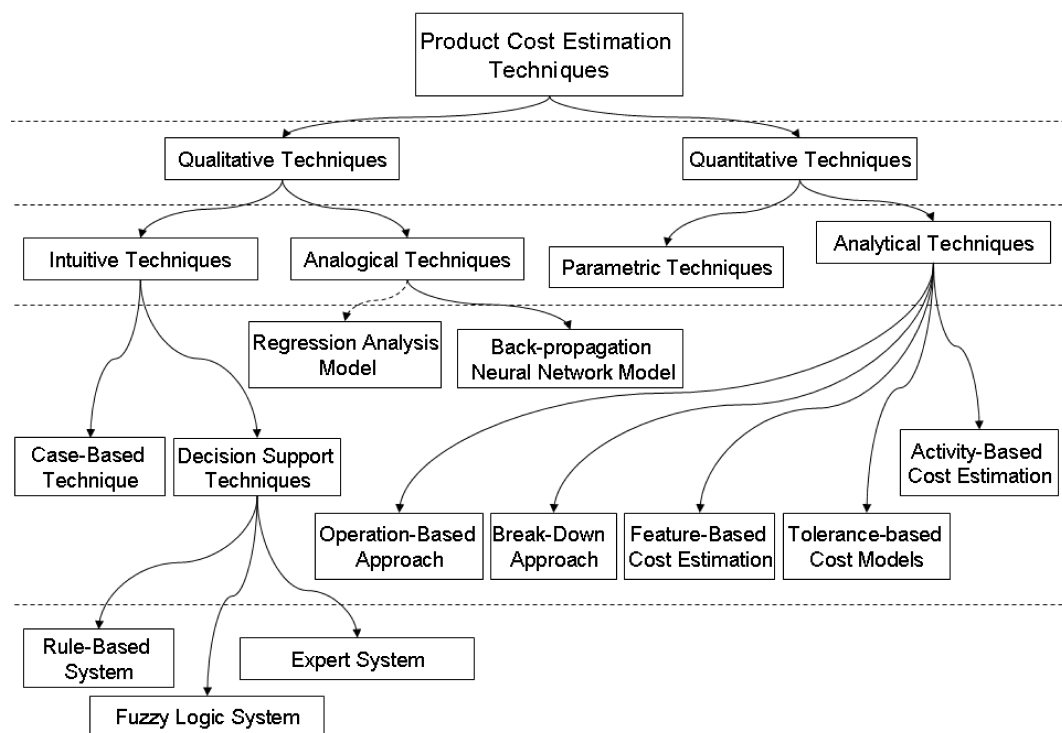 Product Cost Estimation
Techniques
Qualitative Techniques
Quantitative Techniques
Intuitive Techniques
Analogical Techniques
Parametric Techniques
Analytical Techniques
Regression Analysis
Model
Back-propagation
Neural Network Model
Case-Based
Technique
Decision Support
Techniques
Activity-Based
Cost Estimation
Operation-Based
Approach
Break-Down
Approach
Feature-Based
Cost Estimation
Tolerance-based
Cost Models
Rule-Based
System
Expert System
Fuzzy Logic System